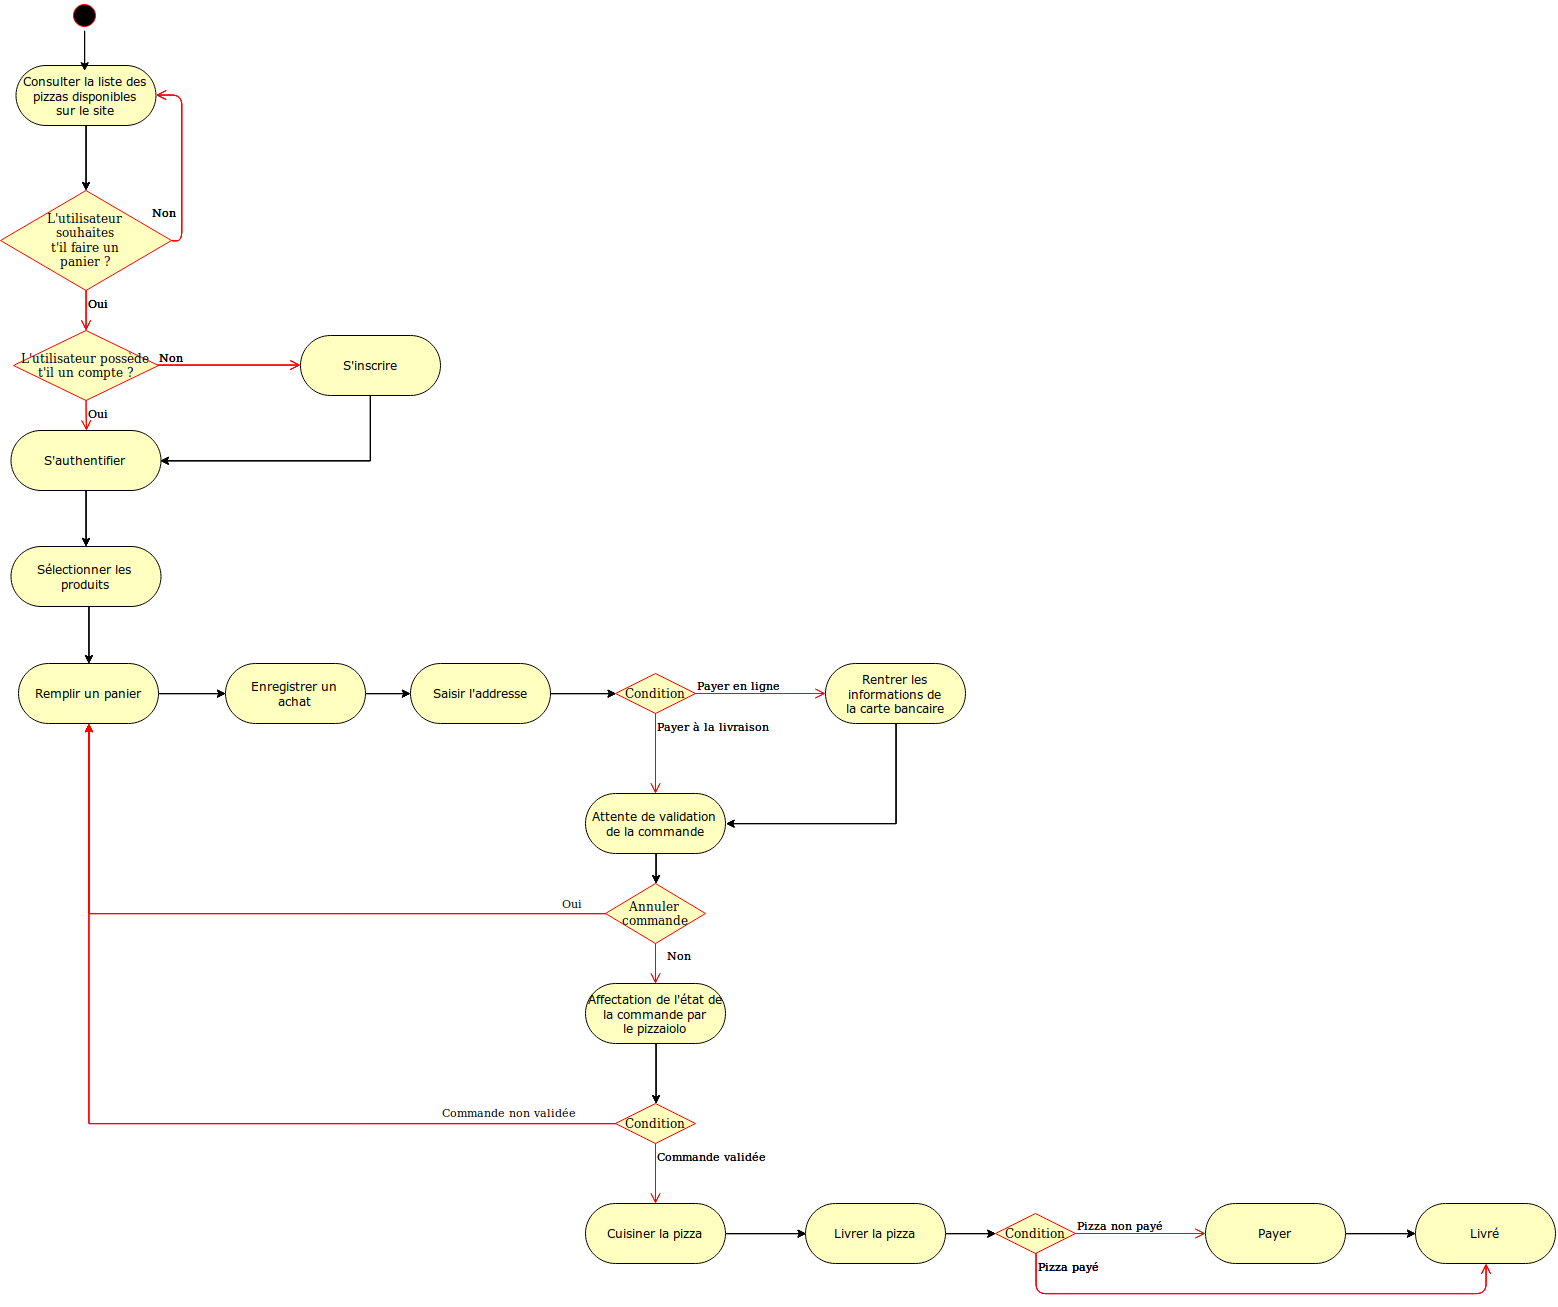 Consulter la liste des
pizzas disponibles
sur le site
Non
L'utilisateur
souhaites
t'il faire un
panier ?
Oui
L'utilisateur possède
t'il un compte ?
Non
S'inscrire
Oui
S'authentifier
Sélectionner les
produits
Remplir un panier
Enregistrer un
achat
Saisir l'addresse
Condition
Payer en ligne
Rentrer les
informations de
la carte bancaire
Payer à la livraison
Attente de validation
de la commande
Oui
Annuler
commande
Non
Affectation de l'état de
la commande par
le pizzaiolo
Commande non validée
Condition
Commande validée
Cuisiner la pizza
Livrer la pizza
Condition
Pizza non payé
Payer
Livré
Pizza payé